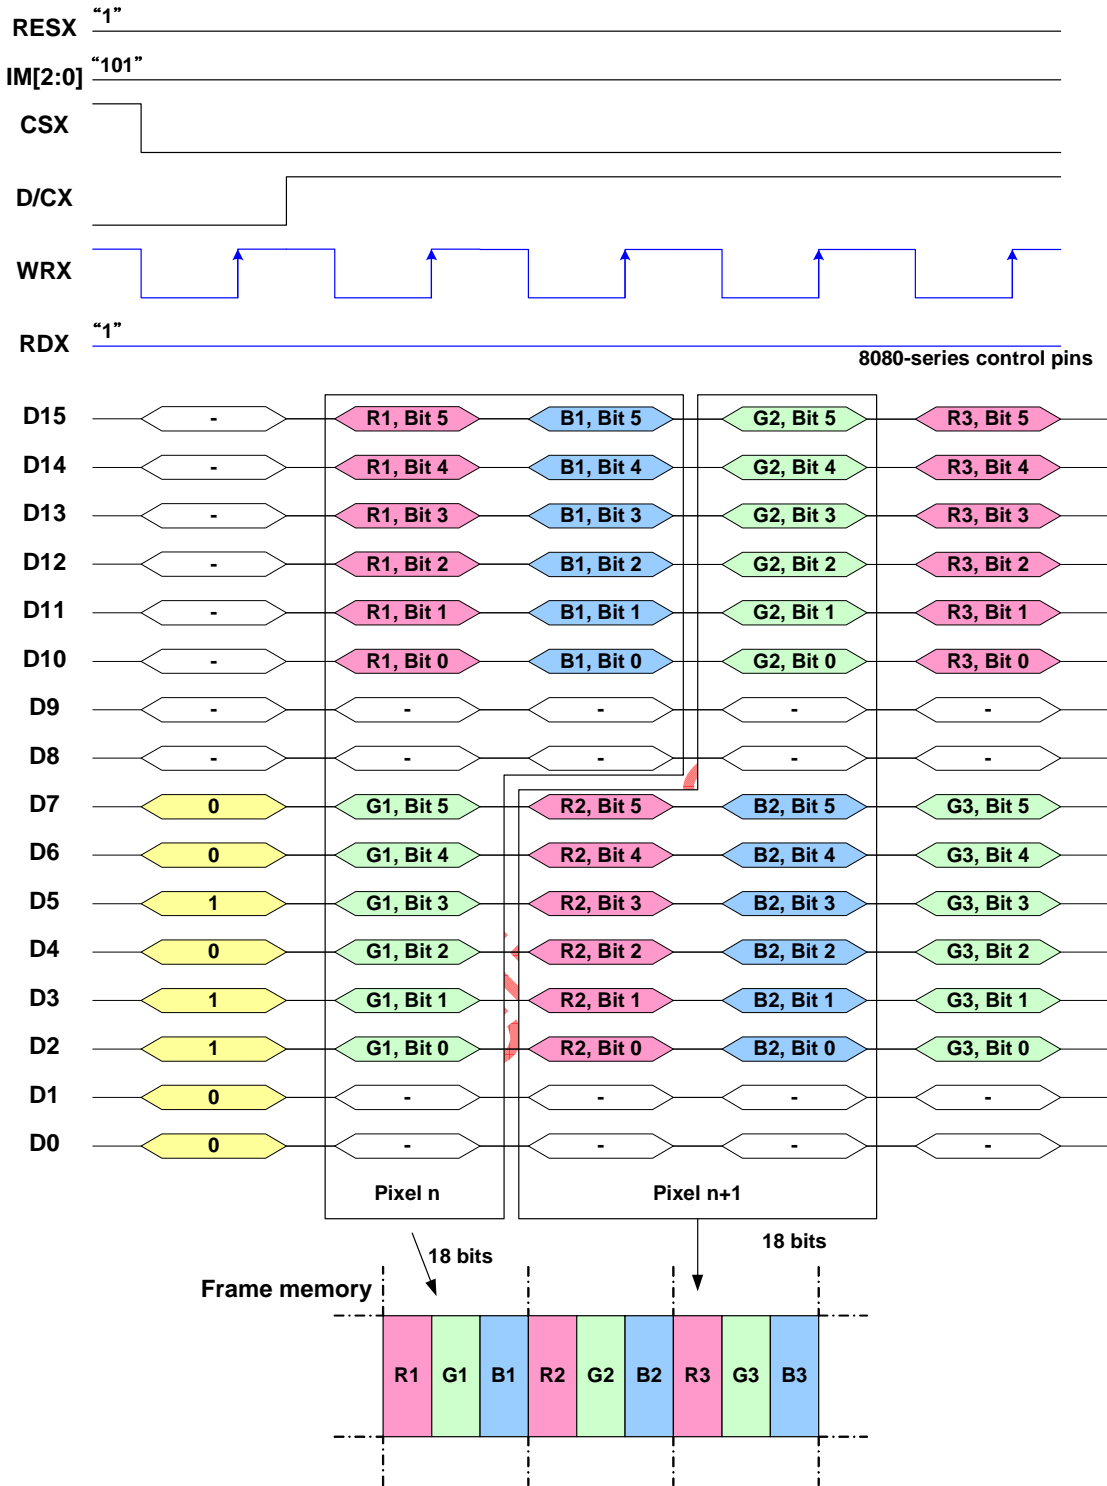 RESX “1”
IM[2:0] “101”
CSX
D/CX
WRX
RDX “1”
8080-series control pins
D15 - R1, Bit 5 B1, Bit 5 G2, Bit 5 R3, Bit 5
D14 - R1, Bit 4 B1, Bit 4 G2, Bit 4 R3, Bit 4
D13 - R1, Bit 3 B1, Bit 3 G2, Bit 3 R3, Bit 3
D12 - R1, Bit 2 B1, Bit 2 G2, Bit 2 R3, Bit 2
D11 - R1, Bit 1 B1, Bit 1 G2, Bit 1 R3, Bit 1
D10 - R1, Bit 0 B1, Bit 0 G2, Bit 0 R3, Bit 0
D9 - - - - -
D8 - - - - -
D7 0 G1, Bit 5 R2, Bit 5 B2, Bit 5 G3, Bit 5
D6 0 G1, Bit 4 R2, Bit 4 B2, Bit 4 G3, Bit 4
D5 1 G1, Bit 3 R2, Bit 3 B2, Bit 3 G3, Bit 3
D4 0 G1, Bit 2 R2, Bit 2 B2, Bit 2 G3, Bit 2
D3 1 G1, Bit 1 R2, Bit 1 B2, Bit 1 G3, Bit 1
D2 1 G1, Bit 0 R2, Bit 0 B2, Bit 0 G3, Bit 0
D1 0 - - - -
D0 0 - - - -
Pixel n Pixel n+1
18 bits 18 bits
Frame memory
R1 G1 B1 R2 G2 B2 R3 G3 B3